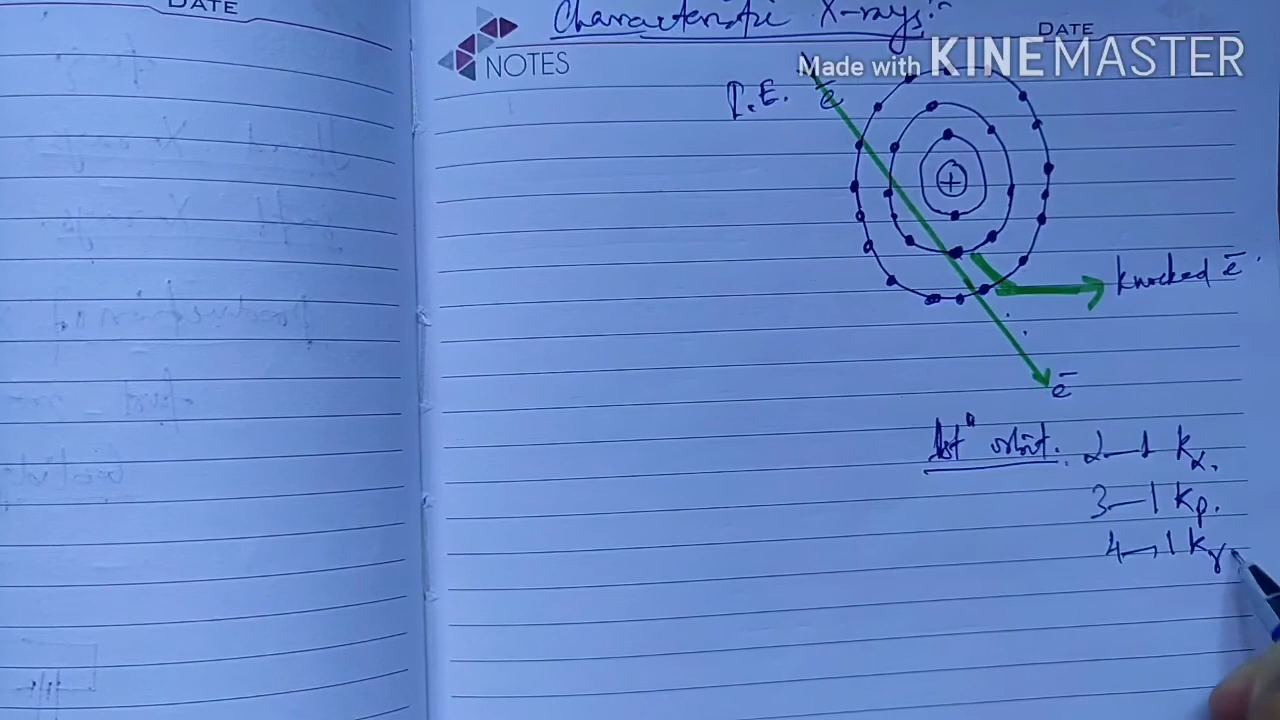 DATE
Characteristic X-rays:-
NOTES
DATE
Made with KINEMASTER
I.E.
e⁻
+
knocked e⁻
e⁻
1st orbit. 2—1 kα.
3—1 kβ.
4→1 kγ